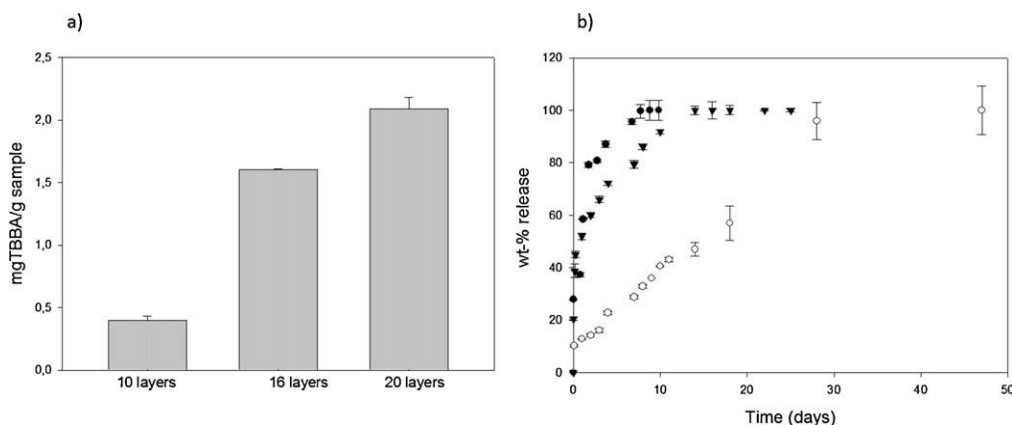 a)
2,5
2,0
1,5
1,0
0,5
0,0
mgTBBA/g sample
10 layers
16 layers
20 layers
b)
120
100
80
60
40
20
0
wt-% release
0
10
20
30
40
50
Time (days)